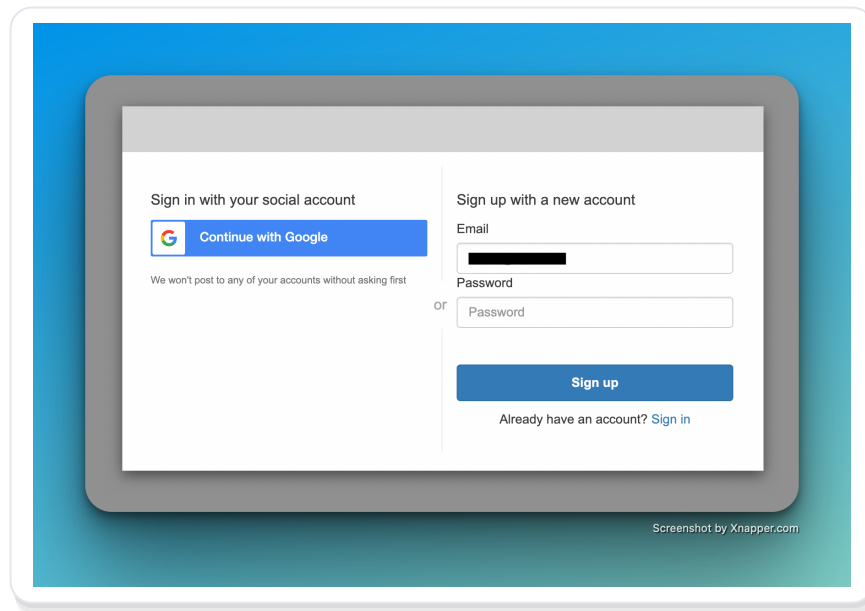 Sign in with your social account
Continue with Google
We won't post to any of your accounts without asking first
or
Sign up with a new account
Email
Password
Password
Sign up
Already have an account? Sign in
Screenshot by Xnapper.com